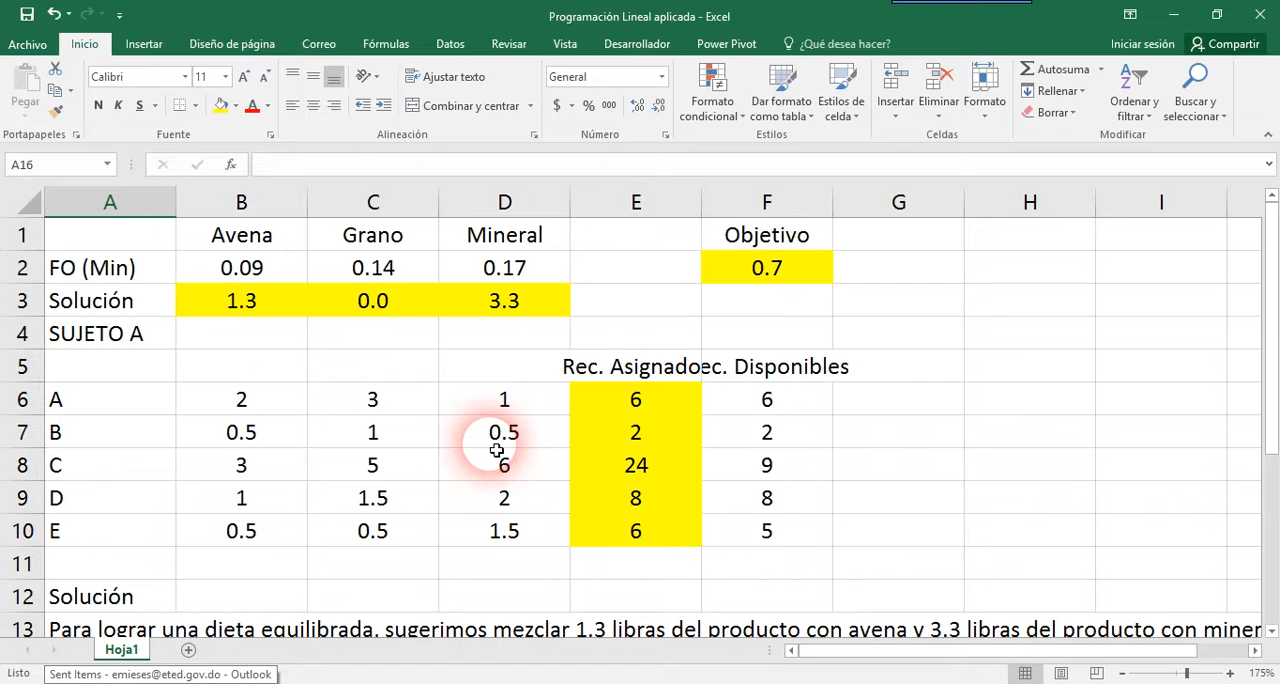 Programación Lineal aplicada - Excel
Archivo Inicio Insertar Diseño de página Correo Fórmulas Datos Revisar Vista Desarrollador Power Pivot ¿Qué desea hacer? Iniciar sesión Compartir
Pegar
Calibri 11
N K S
Ajustar texto
Combinar y centrar
General
$ % 000
Formato condicional
Dar formato como tabla
Estilos de celda
Insertar Eliminar Formato
Autosuma
Rellenar
Borrar
Ordenar y filtrar
Buscar y seleccionar
Portapapeles Fuente Alineación Número Estilos Celdas Modificar
A16 fx
A B C D E F G H I
1 Avena Grano Mineral Objetivo
2 FO (Min) 0.09 0.14 0.17 0.7
3 Solución 1.3 0.0 3.3
4 SUJETO A
5 Rec. Asignado ec. Disponibles
6 A 2 3 1 6 6
7 B 0.5 1 0.5 2 2
8 C 3 5 6 24 9
9 D 1 1.5 2 8 8
10 E 0.5 0.5 1.5 6 5
11
12 Solución
13 Para lograr una dieta equilibrada, sugerimos mezclar 1.3 libras del producto con avena y 3.3 libras del producto con miner
Hoja1
Listo Sent Items - emieses@eted.gov.do - Outlook 175%